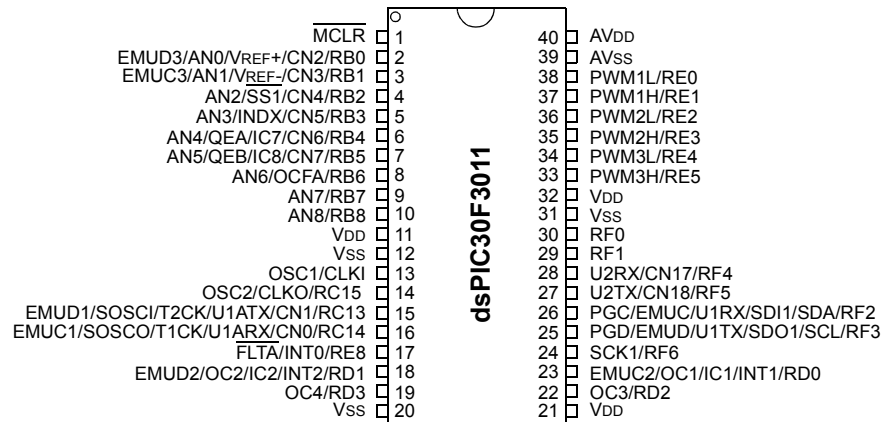 MCLR 1
EMUD3/AN0/VREF+/CN2/RB0 2
EMUC3/AN1/VREF-/CN3/RB1 3
AN2/SS1/CN4/RB2 4
AN3/INDX/CN5/RB3 5
AN4/QEA/IC7/CN6/RB4 6
AN5/QEB/IC8/CN7/RB5 7
AN6/OCFA/RB6 8
AN7/RB7 9
AN8/RB8 10
VDD 11
VSS 12
OSC1/CLKI 13
OSC2/CLKO/RC15 14
EMUD1/SOSCI/T2CK/U1ATX/CN1/RC13 15
EMUC1/SOSCO/T1CK/U1ARX/CN0/RC14 16
FLTA/INT0/RE8 17
EMUD2/OC2/IC2/INT2/RD1 18
OC4/RD3 19
VSS 20
dsPIC30F3011
40 AVDD
39 AVSS
38 PWM1L/RE0
37 PWM1H/RE1
36 PWM2L/RE2
35 PWM2H/RE3
34 PWM3L/RE4
33 PWM3H/RE5
32 VDD
31 VSS
30 RF0
29 RF1
28 U2RX/CN17/RF4
27 U2TX/CN18/RF5
26 PGC/EMUC/U1RX/SDI1/SDA/RF2
25 PGD/EMUD/U1TX/SDO1/SCL/RF3
24 SCK1/RF6
23 EMUC2/OC1/IC1/INT1/RD0
22 OC3/RD2
21 VDD